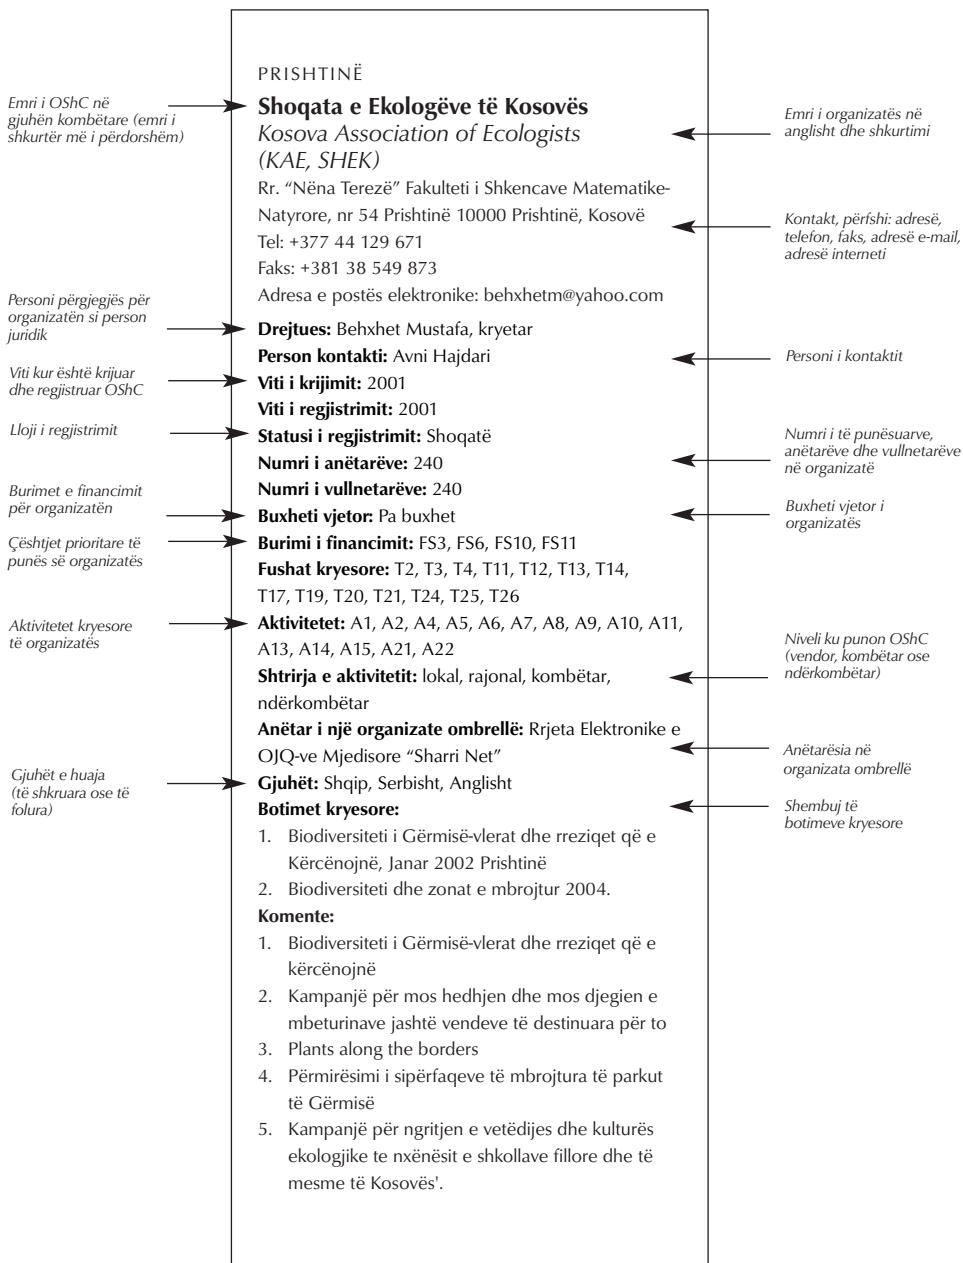 PRISHTINË
Emri i OShC në
gjuhën kombëtare (emri i
shkurtër më i përdorshëm)
Shoqata e Ekologëve të Kosovës
Kosova Association of Ecologists
(KAE, SHEK)
Emri i organizatës në
anglisht dhe shkurtimi
Rr. “Nëna Terezë” Fakulteti i Shkencave Matematike-
Natyrore, nr 54 Prishtinë 10000 Prishtinë, Kosovë
Tel: +377 44 129 671
Faks: +381 38 549 873
Adresa e postës elektronike: behxhetm@yahoo.com
Kontakt, përfshi: adresë,
telefon, faks, adresë e-mail,
adresë interneti
Personi përgjegjës për
organizatën si person
juridik
Drejtues: Behxhet Mustafa, kryetar
Person kontakti: Avni Hajdari
Personi i kontaktit
Viti kur është krijuar
dhe regjistruar OShC
Viti i krijimit: 2001
Viti i regjistrimit: 2001
Lloji i regjistrimit
Statusi i regjistrimit: Shoqatë
Numri i anëtarëve: 240
Numri i vullnetarëve: 240
Numri i të punësuarve,
anëtarëve dhe vullnetarëve
në organizatë
Burimet e financimit
për organizatën
Buxheti vjetor: Pa buxhet
Buxheti vjetor i
organizatës
Çështjet prioritare të
punës së organizatës
Burimi i financimit: FS3, FS6, FS10, FS11
Fushat kryesore: T2, T3, T4, T11, T12, T13, T14,
T17, T19, T20, T21, T24, T25, T26
Aktivitetet kryesore
të organizatës
Aktivitetet: A1, A2, A4, A5, A6, A7, A8, A9, A10, A11,
A13, A14, A15, A21, A22
Shtrirja e aktivitetit: lokal, rajonal, kombëtar,
ndërkombëtar
Niveli ku punon OShC
(vendor, kombëtar ose
ndërkombëtar)
Anëtar i një organizate ombrellë: Rrjeta Elektronike e
OJQ-ve Mjedisore “Sharri Net”
Anëtarësia në
organizata ombrellë
Gjuhët e huaja
(të shkruara ose të
folura)
Gjuhët: Shqip, Serbisht, Anglisht
Botimet kryesore:
Shembuj të
botimeve kryesore
1. Biodiversiteti i Gërmisë-vlerat dhe rreziqet që e
Kërcënojnë, Janar 2002 Prishtinë
2. Biodiversiteti dhe zonat e mbrojtur 2004.
Komente:
1. Biodiversiteti i Gërmisë-vlerat dhe rreziqet që e
kërcënojnë
2. Kampanjë për mos hedhjen dhe mos djegien e
mbeturinave jashtë vendeve të destinuara për to
3. Plants along the borders
4. Përmirësimi i sipërfaqeve të mbrojtura të parkut
të Gërmisë
5. Kampanjë për ngritjen e vetëdijes dhe kulturës
ekologjike te nxënësit e shkollave fillore dhe të
mesme të Kosovës'.